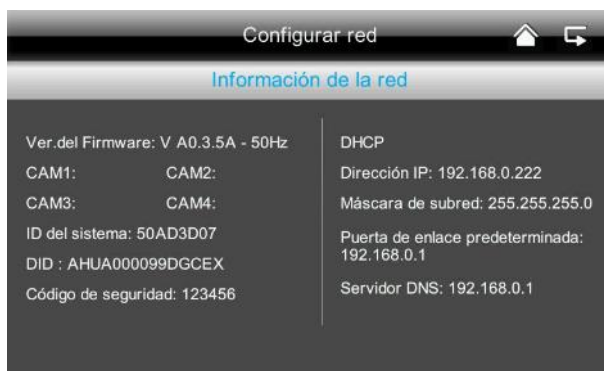 Configurar red
Información de la red
Ver.del Firmware: V A0.3.5A - 50Hz
CAM1: CAM2:
CAM3: CAM4:
ID del sistema: 50AD3D07
DID : AHUA000099DGCEX
Código de seguridad: 123456
DHCP
Dirección IP: 192.168.0.222
Máscara de subred: 255.255.255.0
Puerta de enlace predeterminada:
192.168.0.1
Servidor DNS: 192.168.0.1